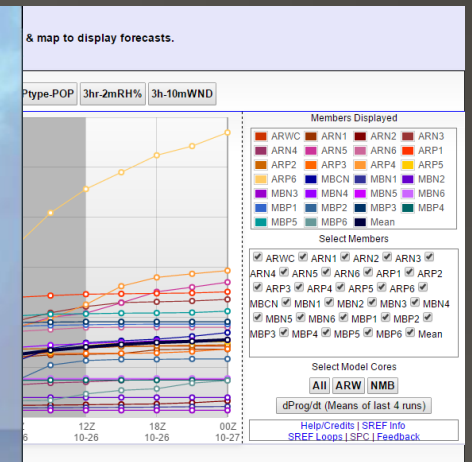 & map to display forecasts.
Ptype-POP 3hr-2mRH% 3h-10mWND
Members Displayed
ARWC ARN1 ARN2 ARN3
ARN4 ARN5 ARN6 ARP1
ARP2 ARP3 ARP4 ARP5
ARP6 MBCN MBN1 MBN2
MBN3 MBN4 MBN5 MBN6
MBP1 MBP2 MBP3 MBP4
MBP5 MBP6 Mean
Select Members
ARWC ARN1 ARN2 ARN3
ARN4 ARN5 ARN6 ARP1 ARP2
ARP3 ARP4 ARP5 ARP6
MBCN MBN1 MBN2 MBN3 MBN4
MBN5 MBN6 MBP1 MBP2
MBP3 MBP4 MBP5 MBP6 Mean
Select Model Cores
All ARW NMB
dProg/dt (Means of last 4 runs)
Help/Credits | SREF Info
SREF Loops | SPC | Feedback
12Z 18Z 00Z
6 10-26 10-26 10-27